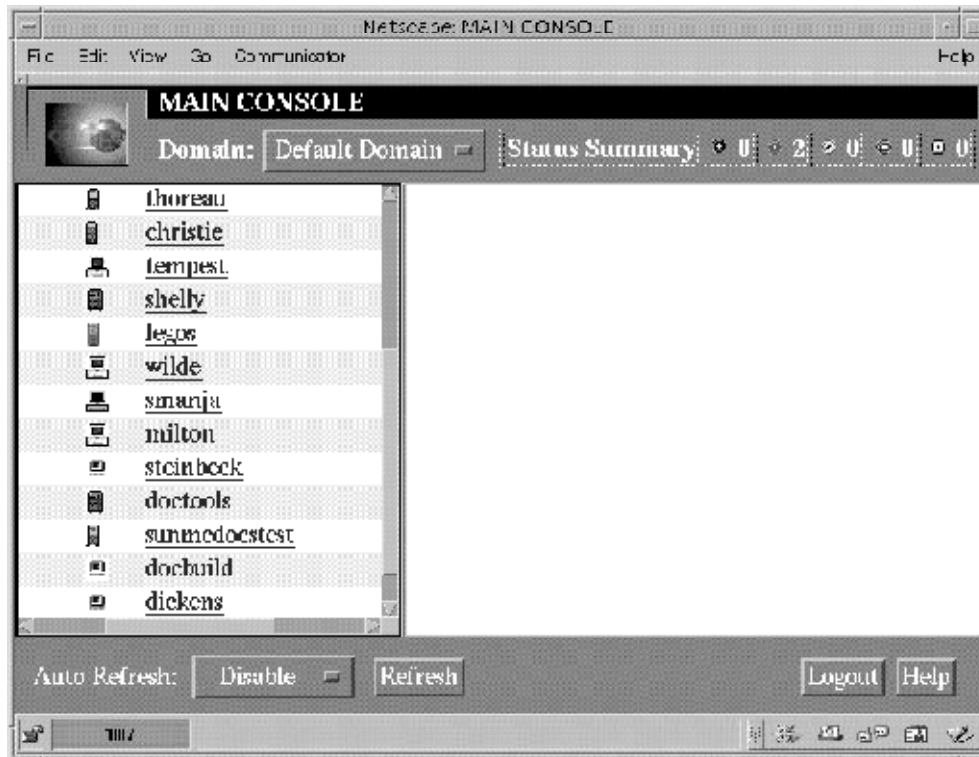 Netscape: MAIN CONSOLE
File Edit View Go Communicator Help
MAIN CONSOLE
Domain: Default Domain Status Summary 0 2 0 0 0
thoreau
christie
tempest
shelly
legos
wilde
smanja
milton
steinbeck
doctools
sunmcdocstest
docbuild
dickens
Auto Refresh: Disable Refresh Logout Help
100%